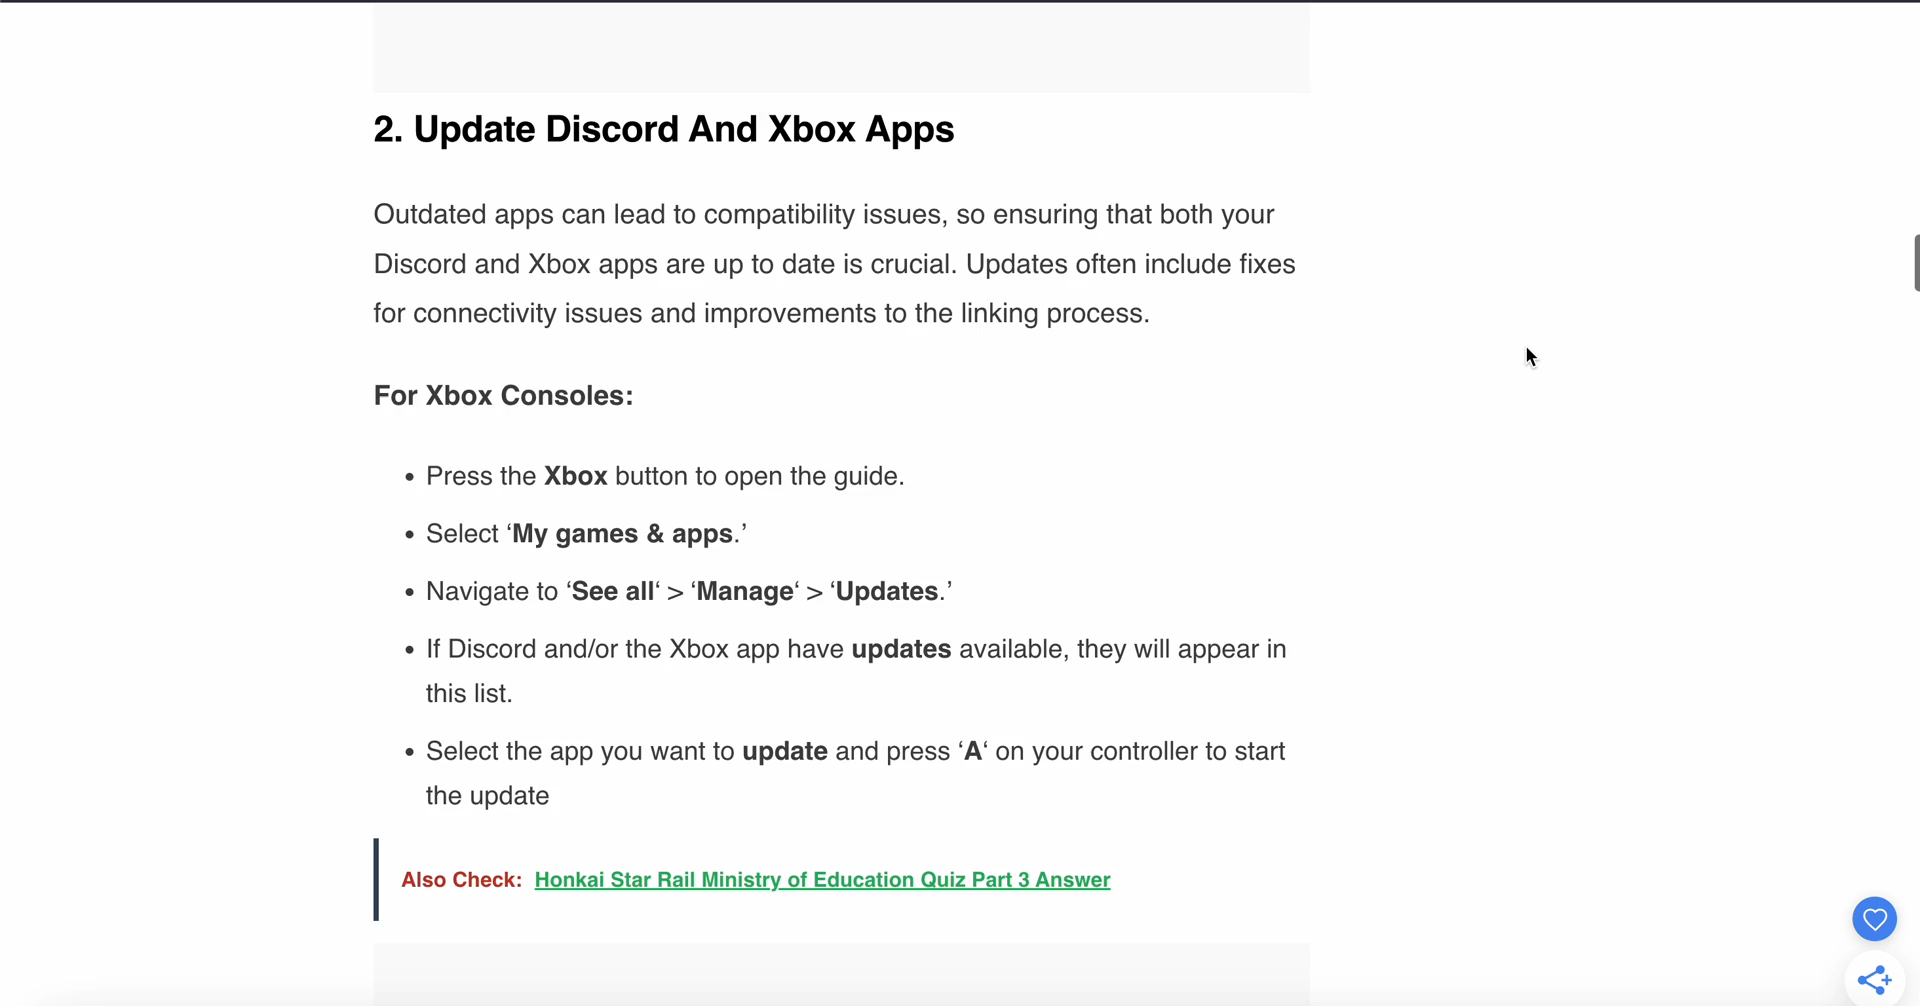 2. Update Discord And Xbox Apps
Outdated apps can lead to compatibility issues, so ensuring that both your
Discord and Xbox apps are up to date is crucial. Updates often include fixes
for connectivity issues and improvements to the linking process.
For Xbox Consoles:
• Press the Xbox button to open the guide.
• Select ‘My games & apps.’
• Navigate to ‘See all‘ > ‘Manage‘ > ‘Updates.’
• If Discord and/or the Xbox app have updates available, they will appear in
this list.
• Select the app you want to update and press ‘A‘ on your controller to start
the update
Also Check: Honkai Star Rail Ministry of Education Quiz Part 3 Answer